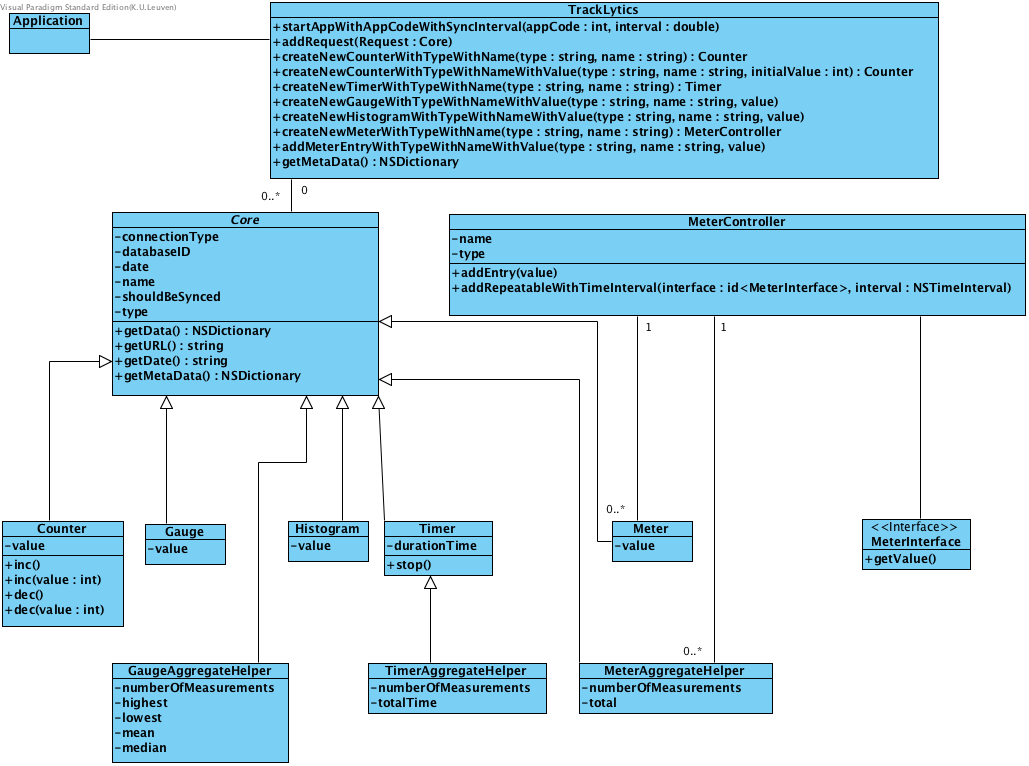 Visual Paradigm Standard Edition(K.U.Leuven)
Application
TrackLytics
+startAppWithAppCodeWithSyncInterval(appCode : int, interval : double)
+addRequest(Request : Core)
+createNewCounterWithTypeWithName(type : string, name : string) : Counter
+createNewCounterWithTypeWithNameWithValue(type : string, name : string, initialValue : int) : Counter
+createNewTimerWithTypeWithName(type : string, name : string) : Timer
+createNewGaugeWithTypeWithNameWithValue(type : string, name : string, value)
+createNewHistogramWithTypeWithNameWithValue(type : string, name : string, value)
+createNewMeterWithTypeWithName(type : string, name : string) : MeterController
+addMeterEntryWithTypeWithNameWithValue(type : string, name : string, value)
+getMetaData() : NSDictionary
0..*
0
Core
-connectionType
-databaseID
-date
-name
-shouldBeSynced
-type
+getData() : NSDictionary
+getURL() : string
+getDate() : string
+getMetaData() : NSDictionary
MeterController
-name
-type
+addEntry(value)
+addRepeatableWithTimeInterval(interface : id<MeterInterface>, interval : NSTimeInterval)
1
1
0..*
Counter
-value
+inc()
+inc(value : int)
+dec()
+dec(value : int)
Gauge
-value
Histogram
-value
Timer
-durationTime
+stop()
Meter
-value
<<Interface>>
MeterInterface
+getValue()
0..*
GaugeAggregateHelper
-numberOfMeasurements
-highest
-lowest
-mean
-median
TimerAggregateHelper
-numberOfMeasurements
-totalTime
MeterAggregateHelper
-numberOfMeasurements
-total